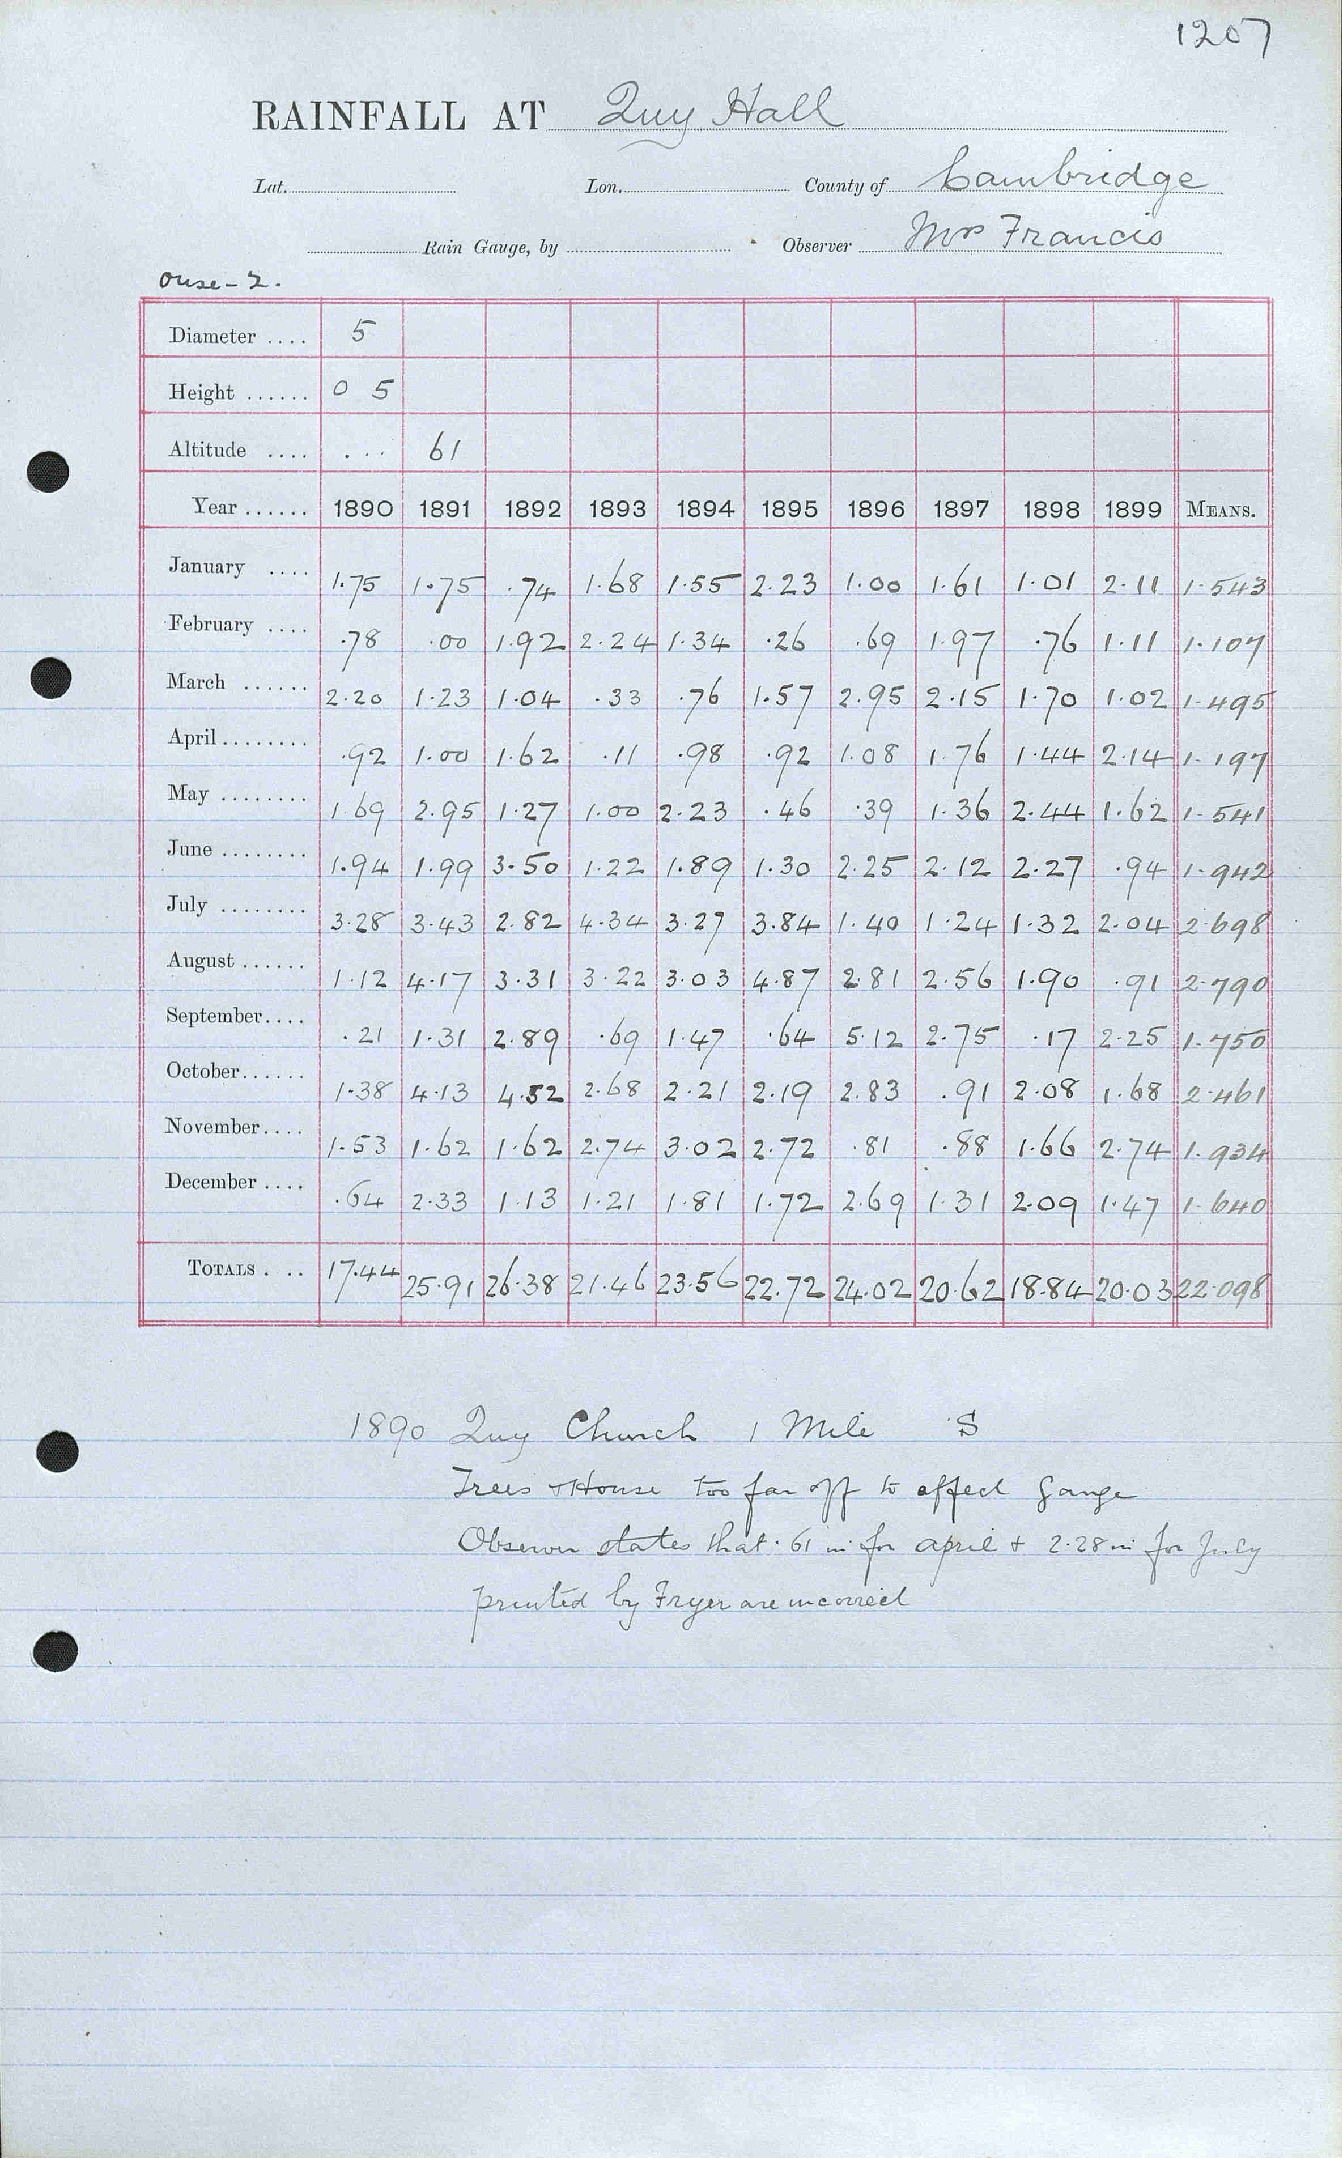 1207
RAINFALL AT Quy Hall
Lat. Lon. County of Cambridge
Rain Gauge, by Observer Mrs Francis
Ouse - 2.
Diameter .... 5
Height ...... 0 5
Altitude .... ... 61
Year ...... 1890 1891 1892 1893 1894 1895 1896 1897 1898 1899 MEANS.
January .... 1.75 1.75 .74 1.68 1.55 2.23 1.00 1.61 1.01 2.11 1.543
February .... .78 .00 1.92 2.24 1.34 .26 .69 1.97 .76 1.11 1.107
March ...... 2.20 1.23 1.04 .33 .76 1.57 2.95 2.15 1.70 1.02 1.495
April ........ .92 1.00 1.62 .11 .98 .92 1.08 1.76 1.44 2.14 1.197
May ........ 1.69 2.95 1.27 1.00 2.23 .46 .39 1.36 2.44 1.62 1.541
June ........ 1.94 1.99 3.50 1.22 1.89 1.30 2.25 2.12 2.27 .94 1.942
July ........ 3.28 3.43 2.82 4.34 3.27 3.84 1.40 1.24 1.32 2.04 2.698
August ...... 1.12 4.17 3.31 3.22 3.03 4.87 2.81 2.56 1.90 .91 2.790
September .... .21 1.31 2.89 .69 1.47 .64 5.12 2.75 .17 2.25 1.750
October ...... 1.38 4.13 4.52 2.68 2.21 2.19 2.83 .91 2.08 1.68 2.461
November .... 1.53 1.62 1.62 2.74 3.02 2.72 .81 .88 1.66 2.74 1.934
December .... .64 2.33 1.13 1.21 1.81 1.72 2.69 1.31 2.09 1.47 1.640
TOTALS . .. 17.44 25.91 26.38 21.46 23.56 22.72 24.02 20.62 18.84 20.03 22.098
1890 Quy Church 1 Mile S
Trees + House too far off to affect gauge
Observer states that .61 in for april + 2.28 in for July
printed by Fryer are incorrect